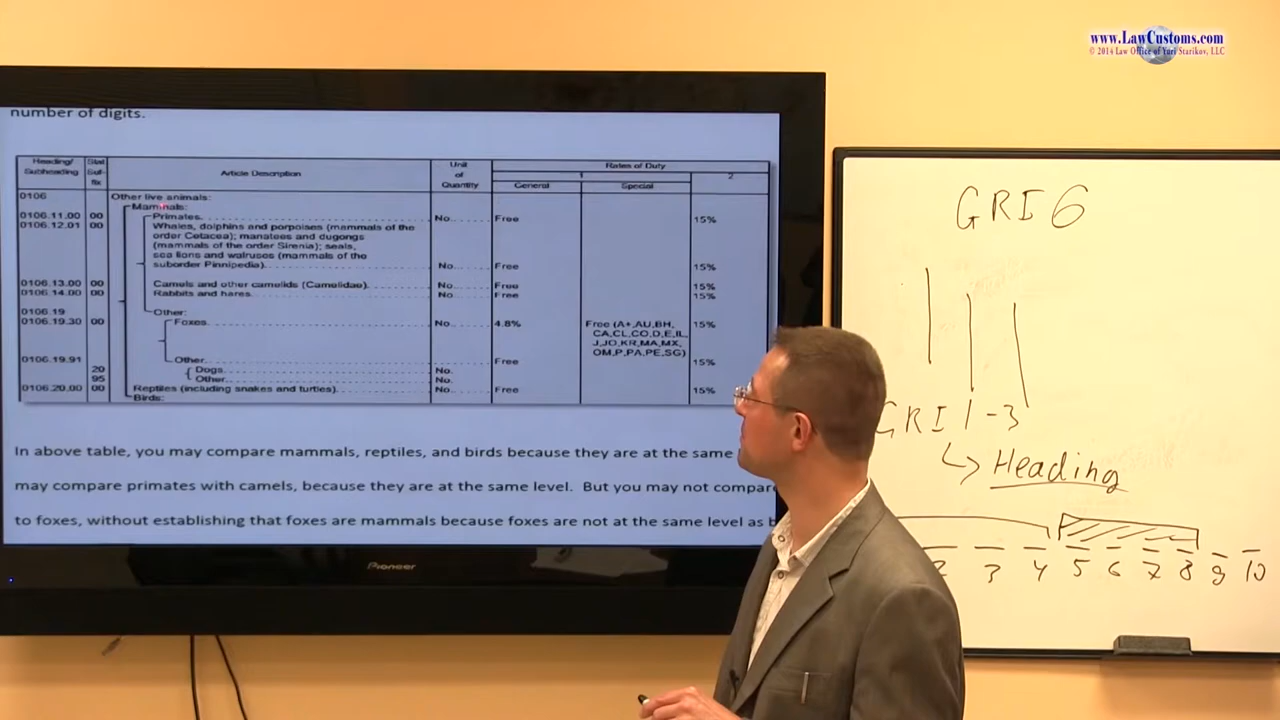 www.LawCustoms.com
© 2014 Law Office of Yuri Starikov, LLC
number of digits.
Heading/ Subheading Stat Suf- fix Article Description Unit of Quantity Rates of Duty
1 2
General Special
0106 Other live animals:
Mammals:
0106.11.00 00 Primates No. Free 15%
0106.12.01 00 Whales, dolphins and porpoises (mammals of the
order Cetacea); manatees and dugongs
(mammals of the order Sirenia); seals,
sea lions and walruses (mammals of the
suborder Pinnipedia) No. Free 15%
0106.13.00 00 Camels and other camelids (Camelidae) No. Free 15%
0106.14.00 00 Rabbits and hares No. Free 15%
0106.19 Other:
0106.19.30 00 Foxes No. 4.8% Free (A+,AU,BH, 15%
CA,CL,CO,D,E,IL,
J,JO,KR,MA,MX,
OM,P,PA,PE,SG)
0106.19.91 Other Free 15%
20 Dogs No.
95 Other No.
0106.20.00 00 Reptiles (including snakes and turtles) No. Free 15%
Birds:
In above table, you may compare mammals, reptiles, and birds because they are at the same
may compare primates with camels, because they are at the same level. But you may not compare
to foxes, without establishing that foxes are mammals because foxes are not at the same level as
Pioneer
GRI 6
GRI 1-3
Heading
2 3 4 5 6 7 8 9 10